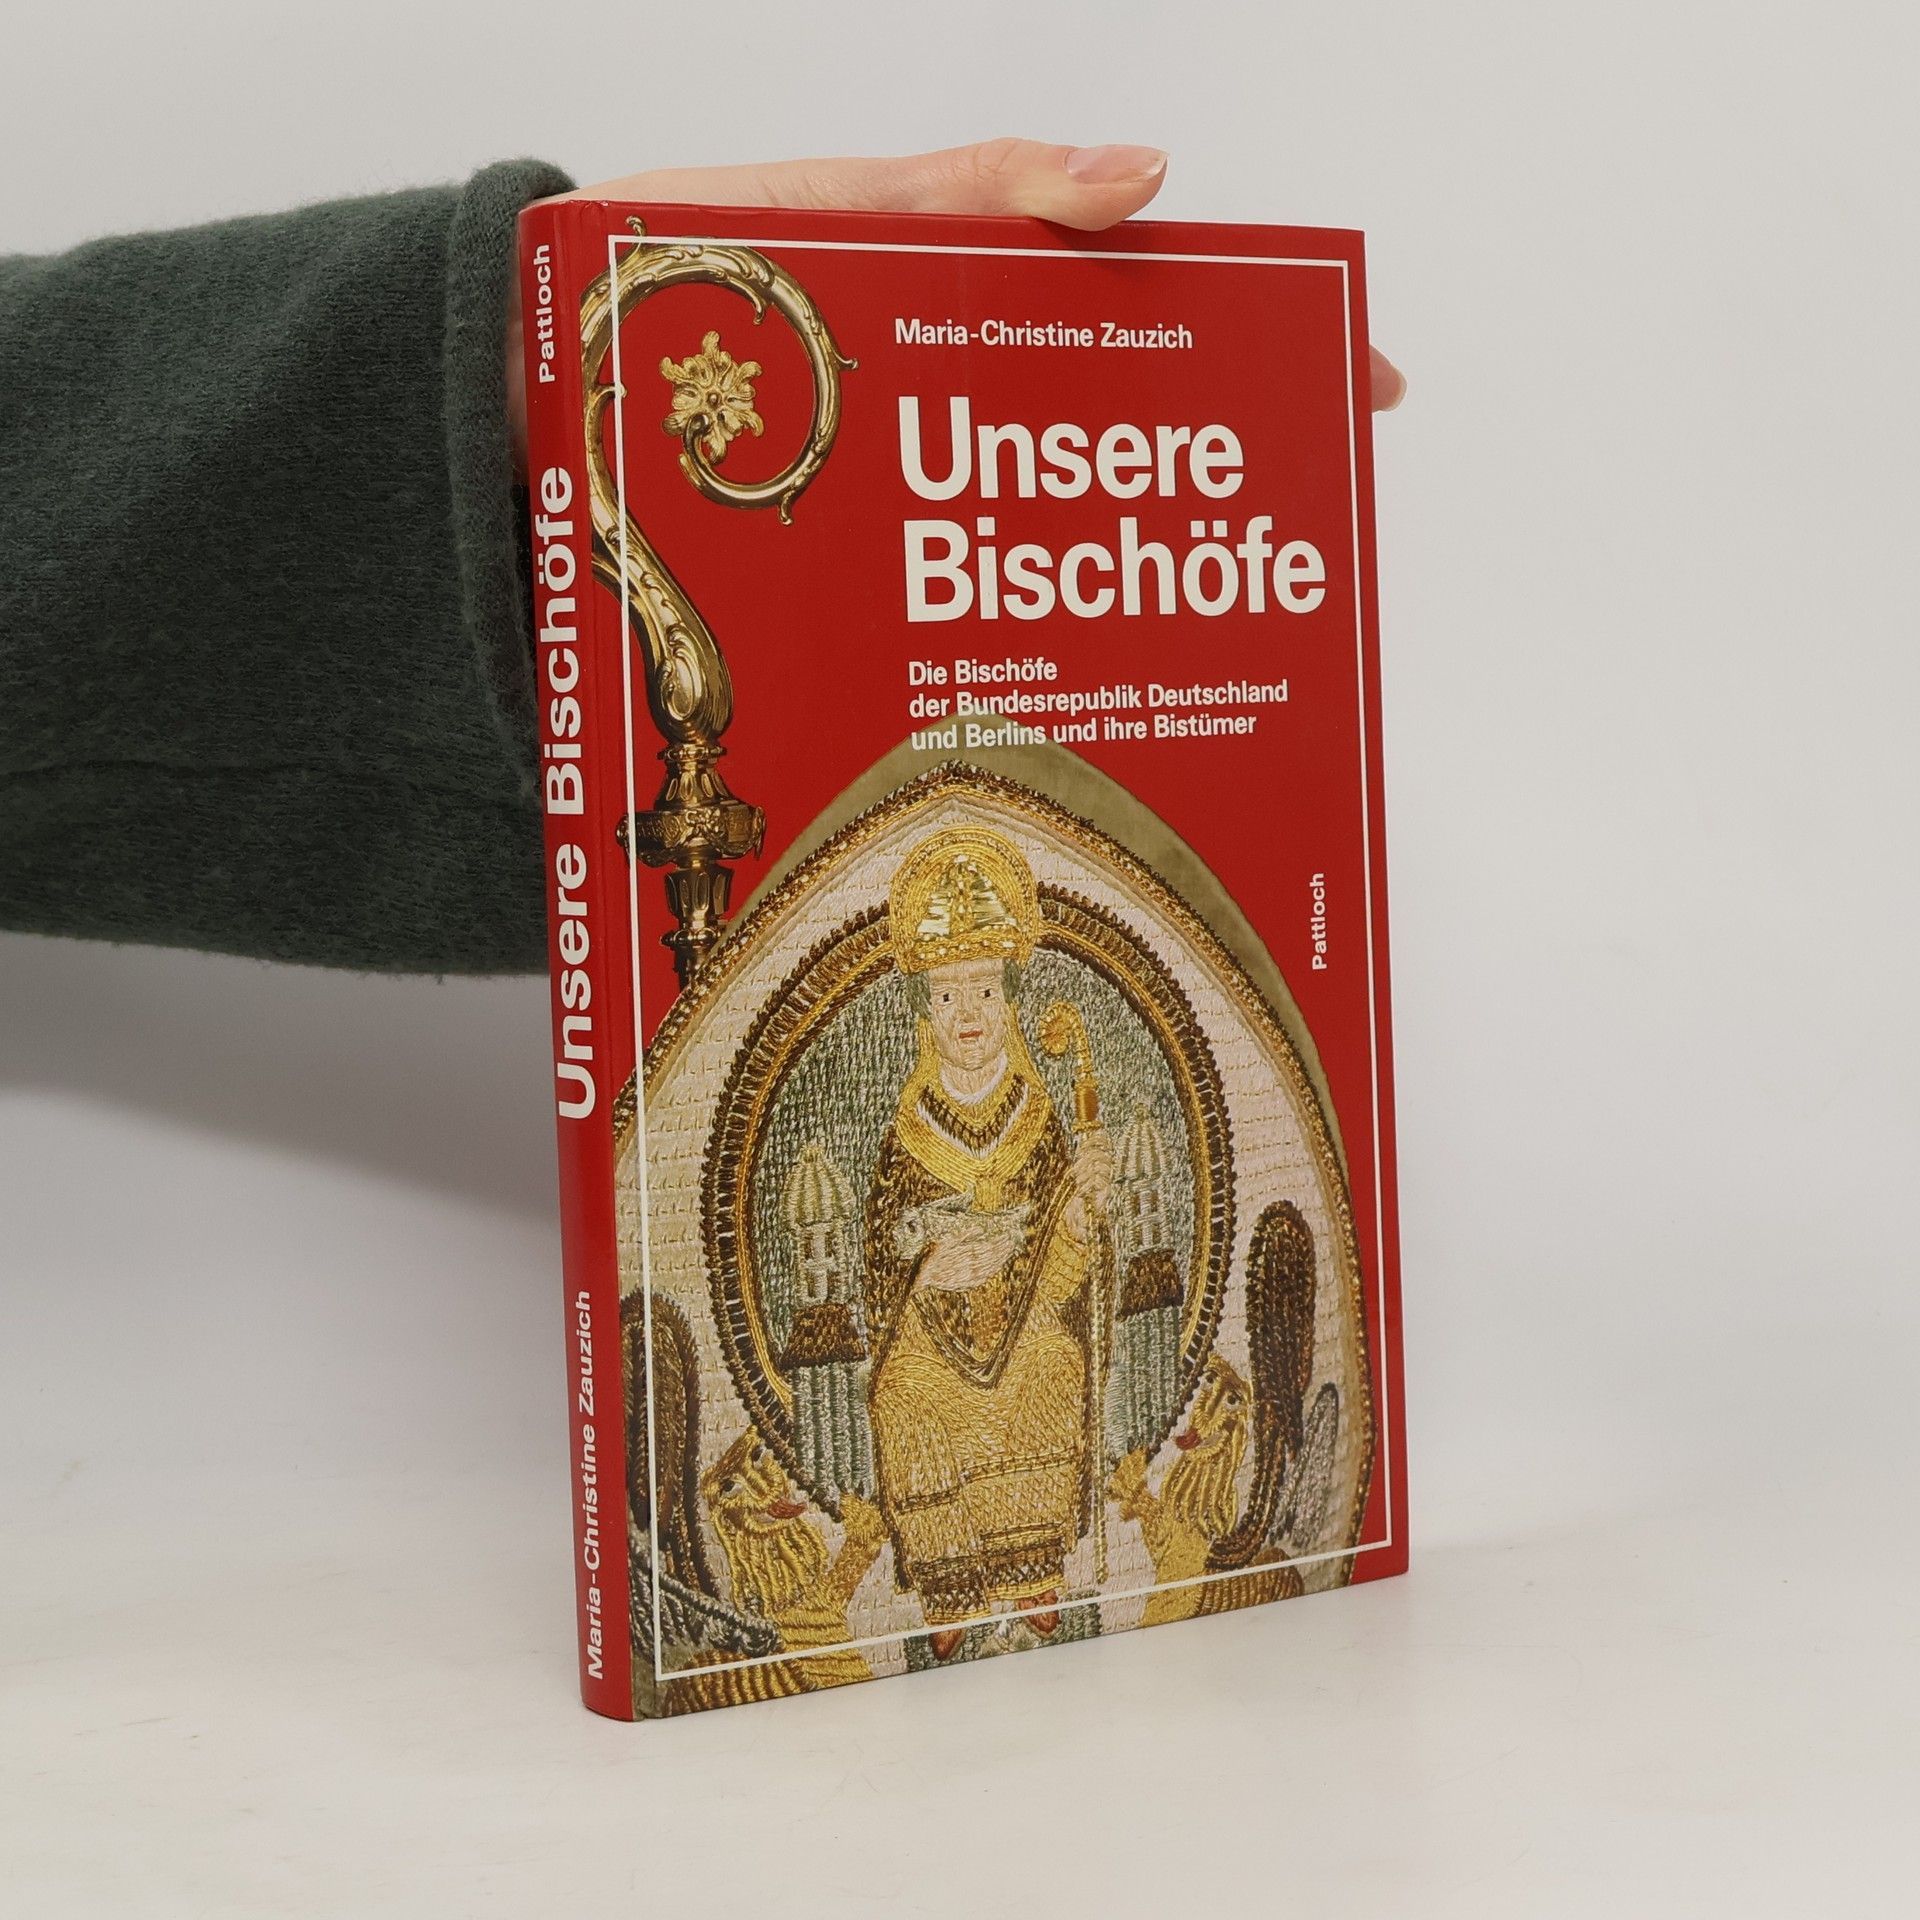 Pattloch
Unsere Bischöfe
Maria-Christine Zauzich
Maria-Christine Zauzich
Unsere
Bischöfe
Die Bischöfe
der Bundesrepublik Deutschland
und Berlins und ihre Bistümer
Pattloch